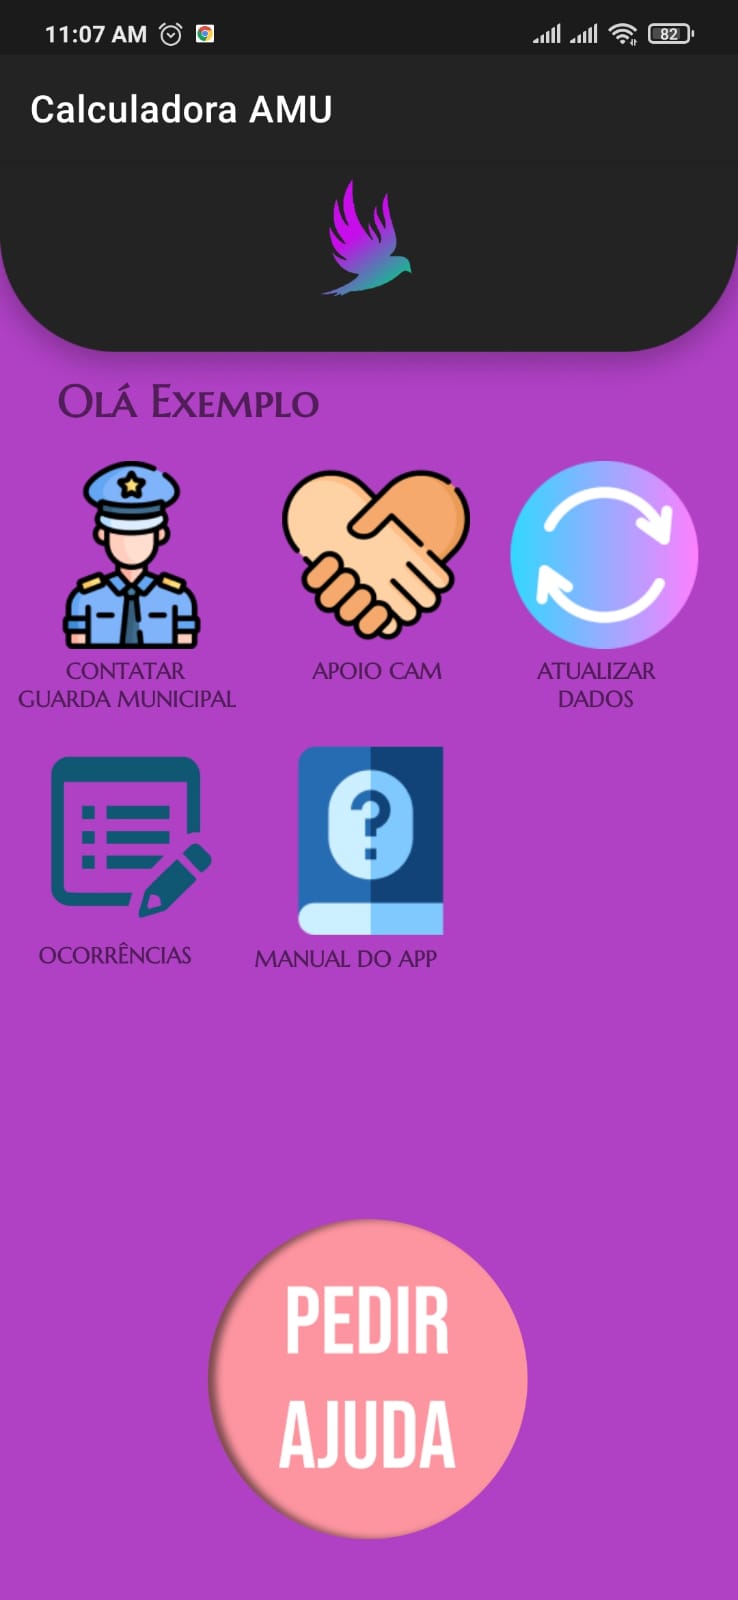 11:07 AM
82
Calculadora AMU
Olá Exemplo
CONTATAR
GUARDA MUNICIPAL
APOIO CAM
ATUALIZAR
DADOS
OCORRÊNCIAS
MANUAL DO APP
PEDIR
AJUDA